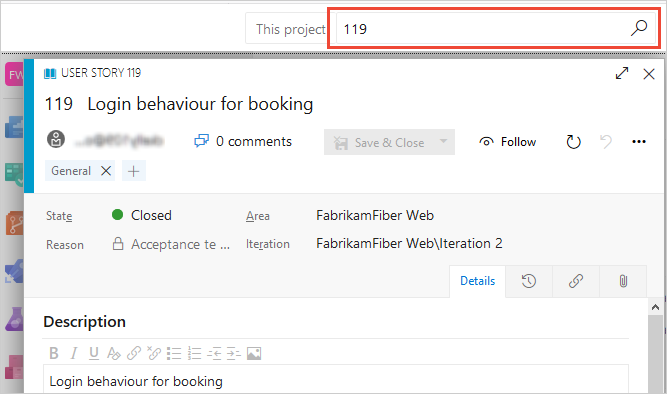 This project
119
FW
USER STORY 119
119 Login behaviour for booking
0 comments
Save & Close
Follow
General
State
Closed
Area
FabrikamFiber Web
Reason
Acceptance te ...
Iteration
FabrikamFiber Web\Iteration 2
Details
Description
B I U
Login behaviour for booking